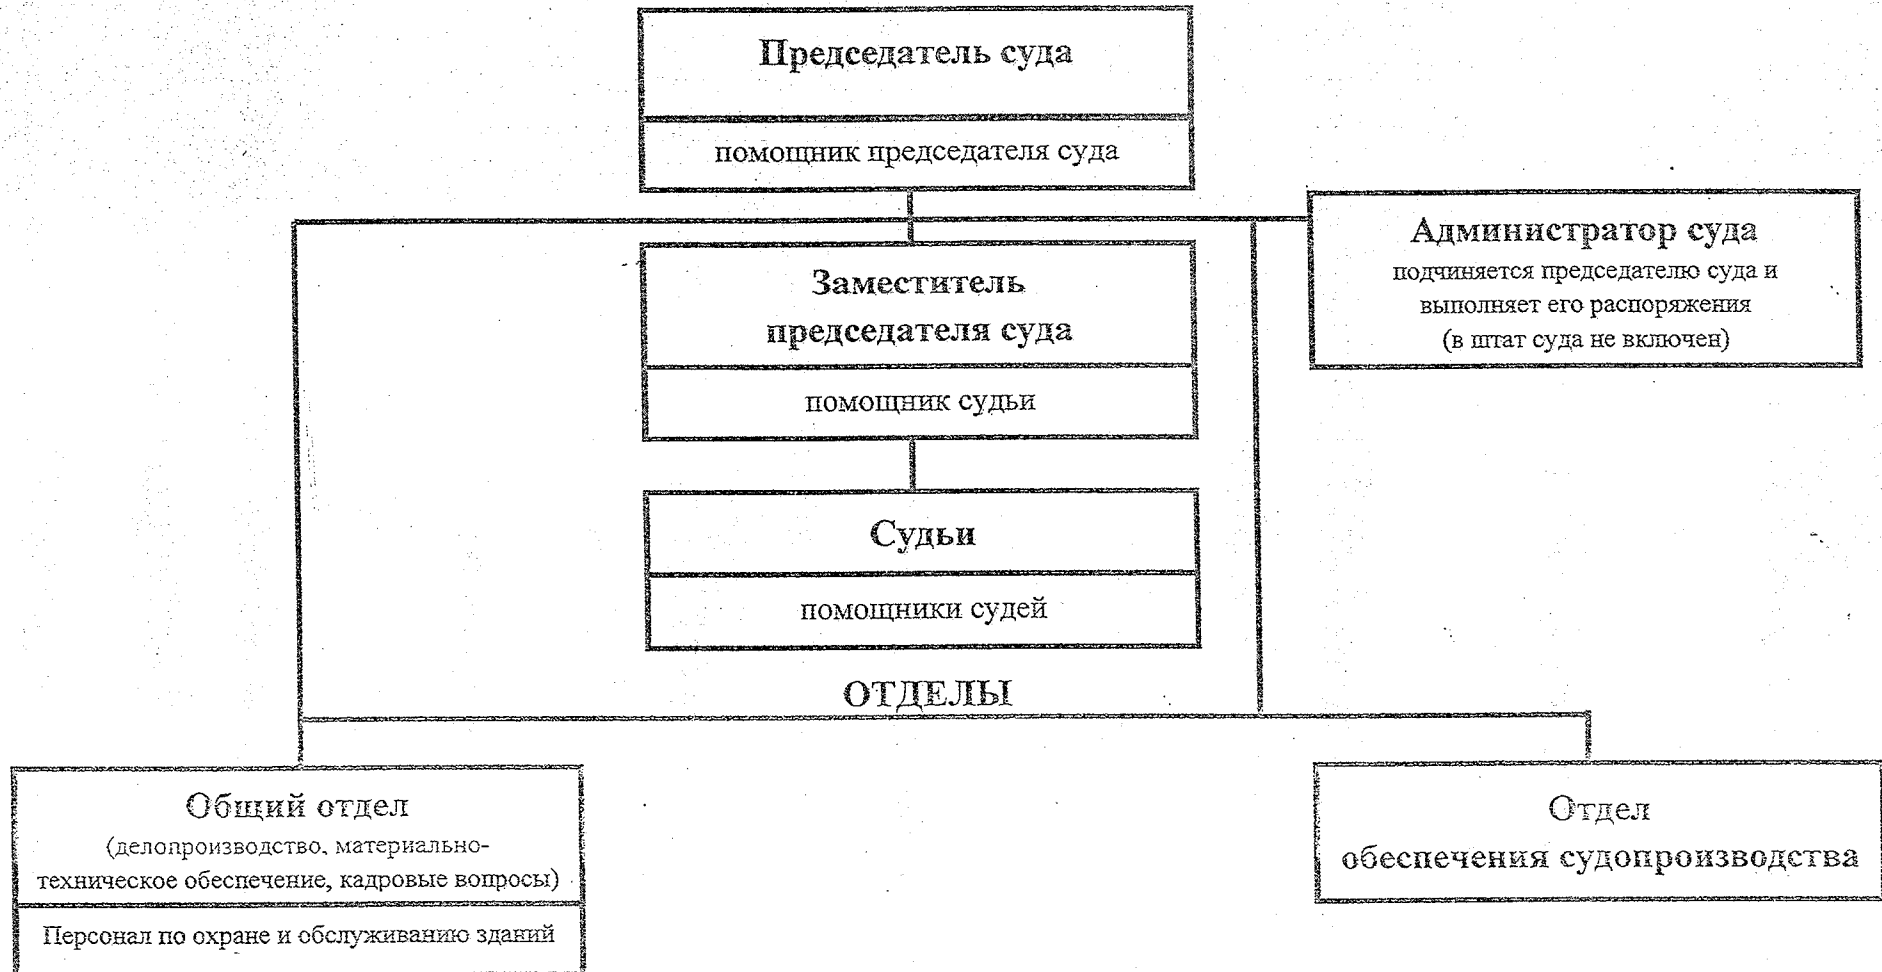 Председатель суда
помощник председателя суда
Администратор суда
подчиняется председателю суда и
выполняет его распоряжения
(в штат суда не включен)
Заместитель
председателя суда
помощник судьи
Судьи
помощники судей
ОТДЕЛЫ
Общий отдел
(делопроизводство, материально-
техническое обеспечение, кадровые вопросы)
Персонал по охране и обслуживанию зданий
Отдел
обеспечения судопроизводства